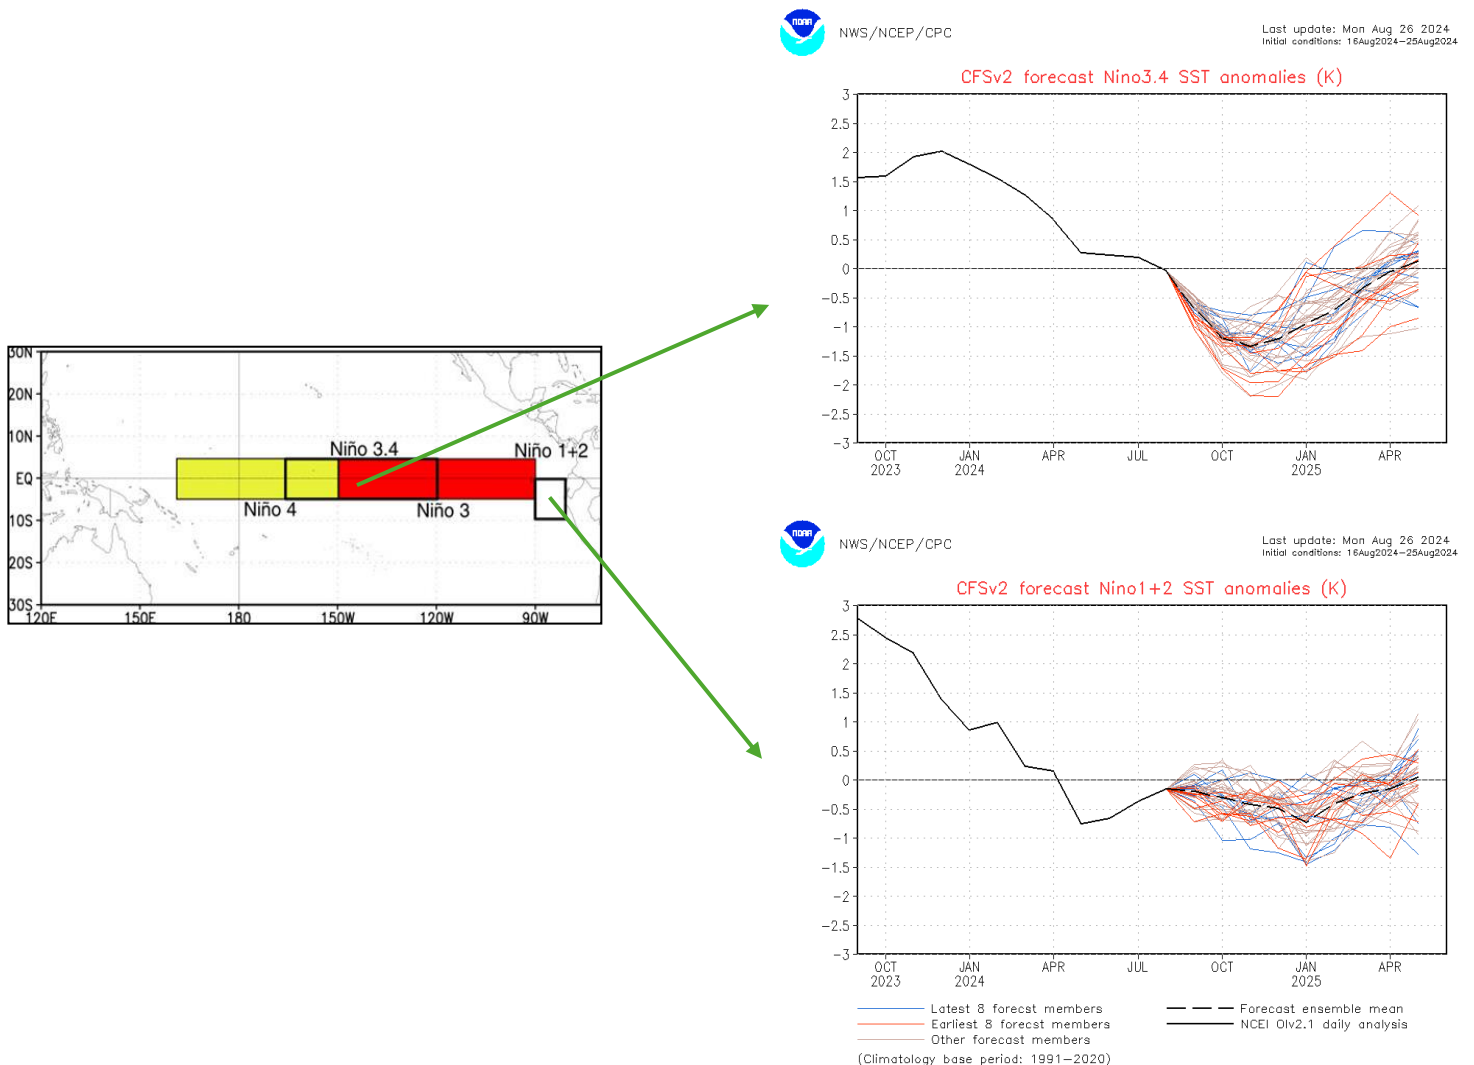 NOAA
NWS/NCEP/CPC
Last update: Mon Aug 26 2024
Initial conditions: 16Aug2024-25Aug2024
CFSv2 forecast Nino3.4 SST anomalies (K)
3
2.5
2
1.5
1
0.5
0
-0.5
-1
-1.5
-2
-2.5
-3
OCT
2023
JAN
2024
APR
JUL
OCT
JAN
2025
APR
30N
20N
10N
EQ
10S
20S
30S
120E
150E
180
150W
120W
90W
Niño 3.4
Niño 1+2
Niño 4
Niño 3
NOAA
NWS/NCEP/CPC
Last update: Mon Aug 26 2024
Initial conditions: 16Aug2024-25Aug2024
CFSv2 forecast Nino1+2 SST anomalies (K)
3
2.5
2
1.5
1
0.5
0
-0.5
-1
-1.5
-2
-2.5
-3
OCT
2023
JAN
2024
APR
JUL
OCT
JAN
2025
APR
Latest 8 forecst members
Earliest 8 forecst members
Other forecast members
(Climatology base period: 1991-2020)
Forecast ensemble mean
NCEI OIv2.1 daily analysis